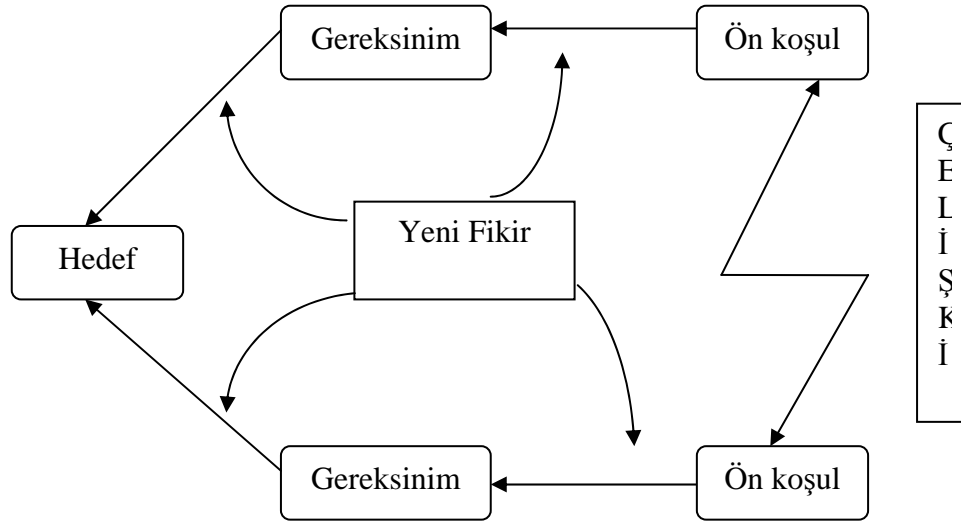 Gereksinim
Ön koşul
Yeni Fikir
Hedef
Ç
E
L
İ
Ş
K
İ
Gereksinim
Ön koşul